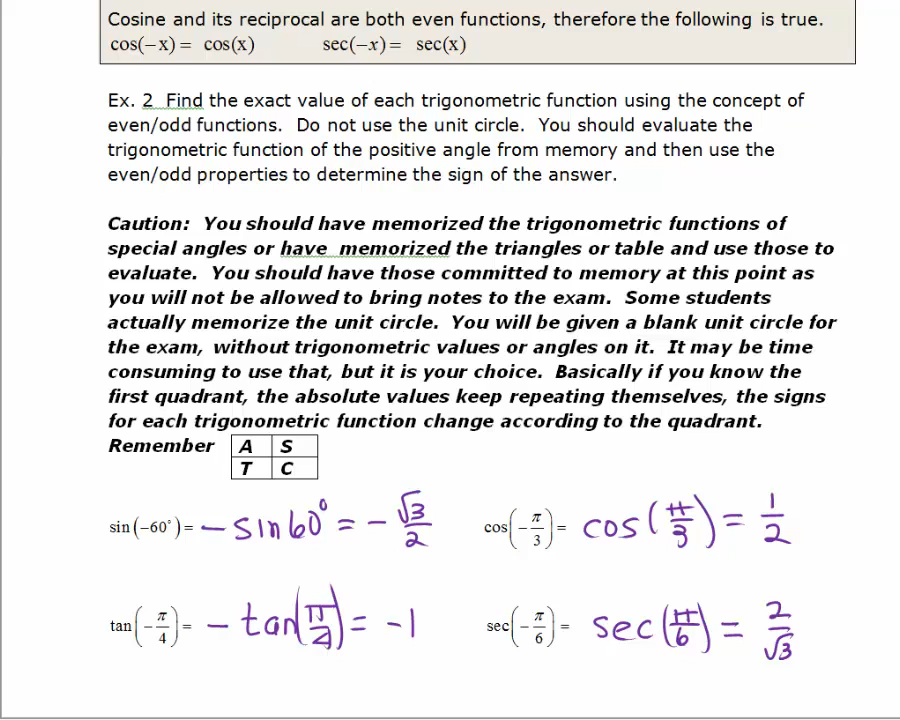 Cosine and its reciprocal are both even functions, therefore the following is true.
cos(−x) = cos(x) sec(−x) = sec(x)
Ex. 2 Find the exact value of each trigonometric function using the concept of
even/odd functions. Do not use the unit circle. You should evaluate the
trigonometric function of the positive angle from memory and then use the
even/odd properties to determine the sign of the answer.
Caution: You should have memorized the trigonometric functions of
special angles or have memorized the triangles or table and use those to
evaluate. You should have those committed to memory at this point as
you will not be allowed to bring notes to the exam. Some students
actually memorize the unit circle. You will be given a blank unit circle for
the exam, without trigonometric values or angles on it. It may be time
consuming to use that, but it is your choice. Basically if you know the
first quadrant, the absolute values keep repeating themselves, the signs
for each trigonometric function change according to the quadrant.
Remember A S
T C
sin(−60°) = − sin60° = − √3/2 cos(−π/3) = cos(π/3) = 1/2
tan(−π/4) = − tan(π/4) = −1 sec(−π/6) = sec(π/6) = 2/√3